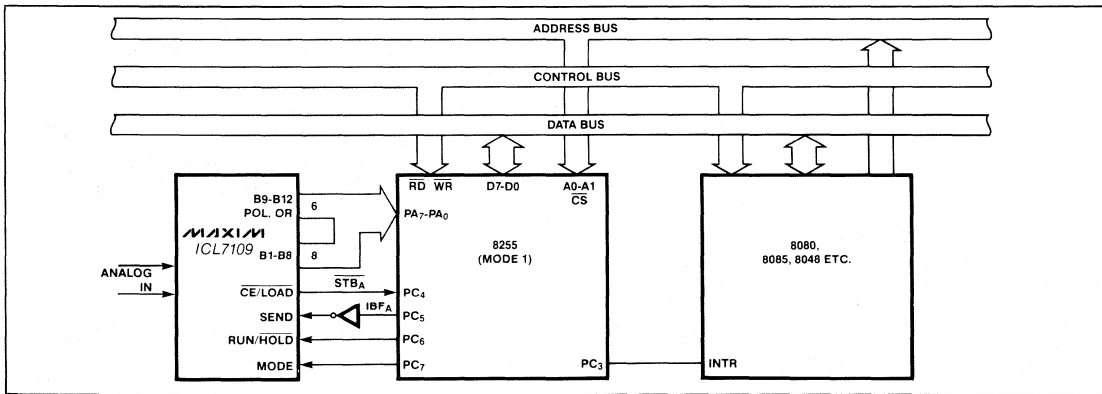 ADDRESS BUS
CONTROL BUS
DATA BUS
B9-B12
POL. OR
6
MAXIM
ICL7109
B1-B8
8
ANALOG
IN
CE/LOAD
STBA
SEND
IBFA
RUN/HOLD
MODE
RD WR
D7-D0
A0-A1
CS
PA7-PA0
8255
(MODE 1)
PC4
PC5
PC6
PC7
PC3
8080,
8085, 8048 ETC.
INTR